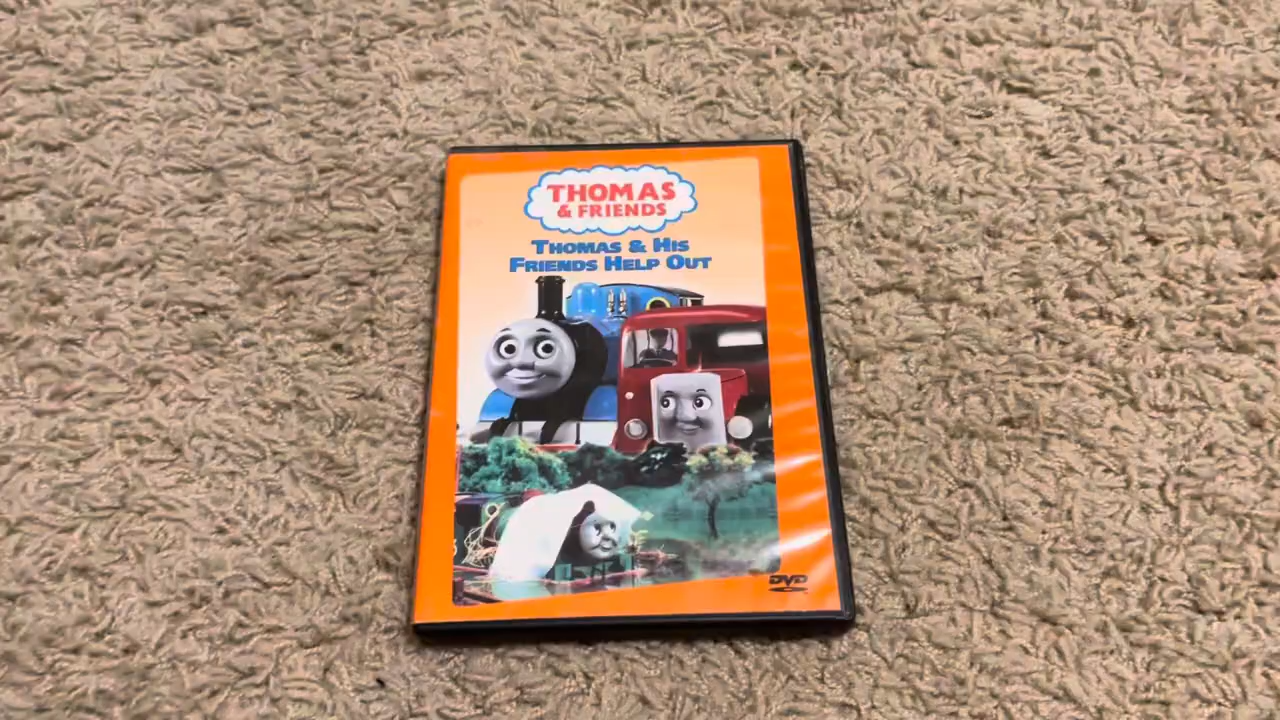 THOMAS
& FRIENDS
THOMAS & HIS
FRIENDS HELP OUT
DVD